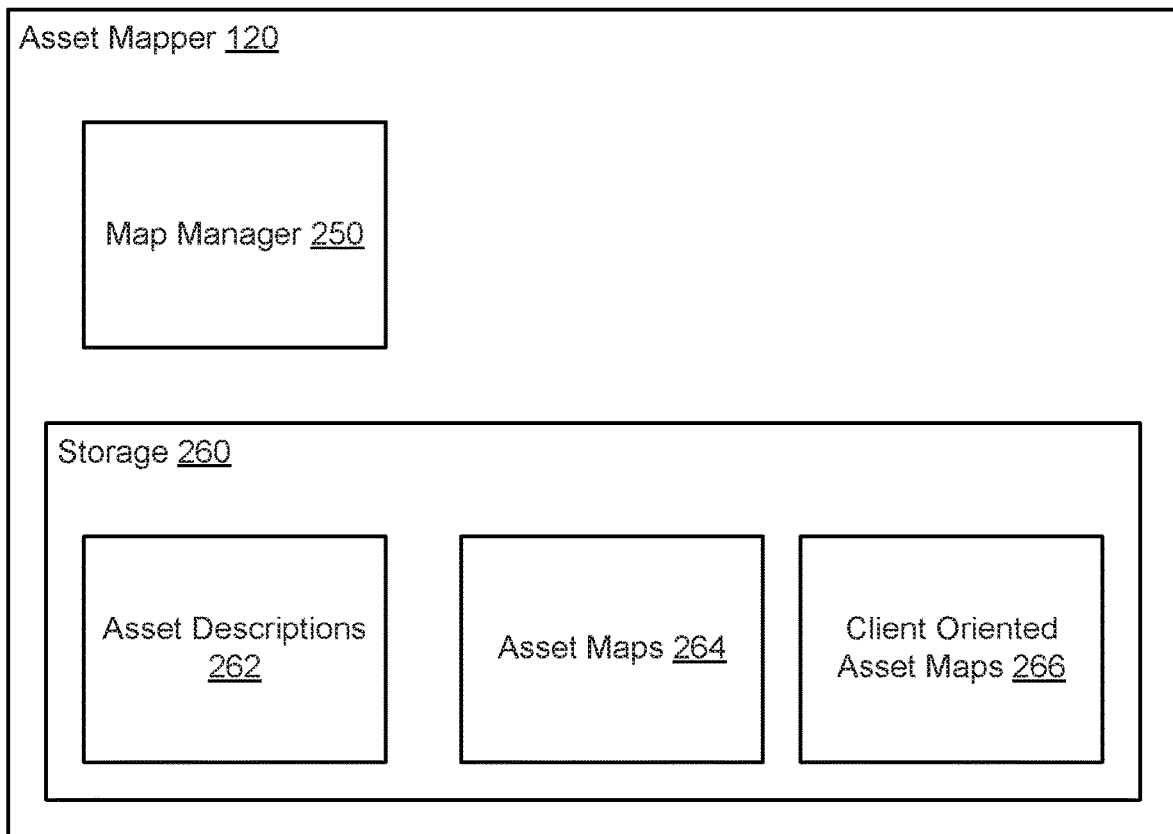 Asset Mapper 120
Map Manager 250
Storage 260
Asset Descriptions
262
Asset Maps 264
Client Oriented
Asset Maps 266